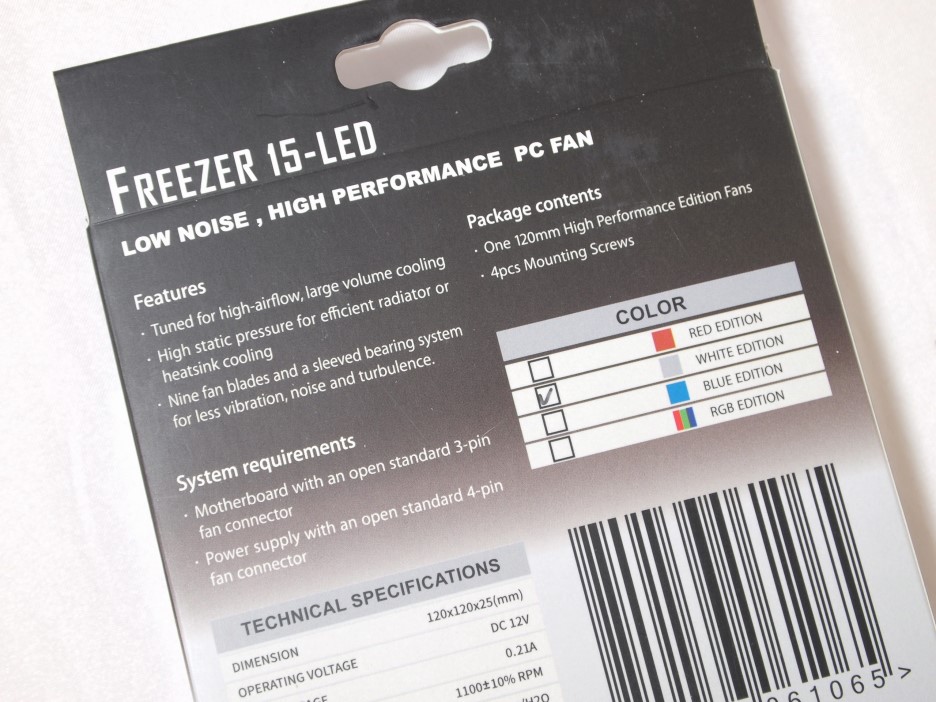 FREEZER 15-LED
LOW NOISE , HIGH PERFORMANCE PC FAN
Features
· Tuned for high-airflow, large volume cooling
· High static pressure for efficient radiator or
heatsink cooling
· Nine fan blades and a sleeved bearing system
for less vibration, noise and turbulence.
System requirements
· Motherboard with an open standard 3-pin
fan connector
· Power supply with an open standard 4-pin
fan connector
Package contents
· One 120mm High Performance Edition Fans
· 4pcs Mounting Screws
COLOR
RED EDITION
WHITE EDITION
BLUE EDITION
RGB EDITION
TECHNICAL SPECIFICATIONS
DIMENSION 120x120x25(mm)
OPERATING VOLTAGE DC 12V
0.21A
1100±10% RPM
61065 >